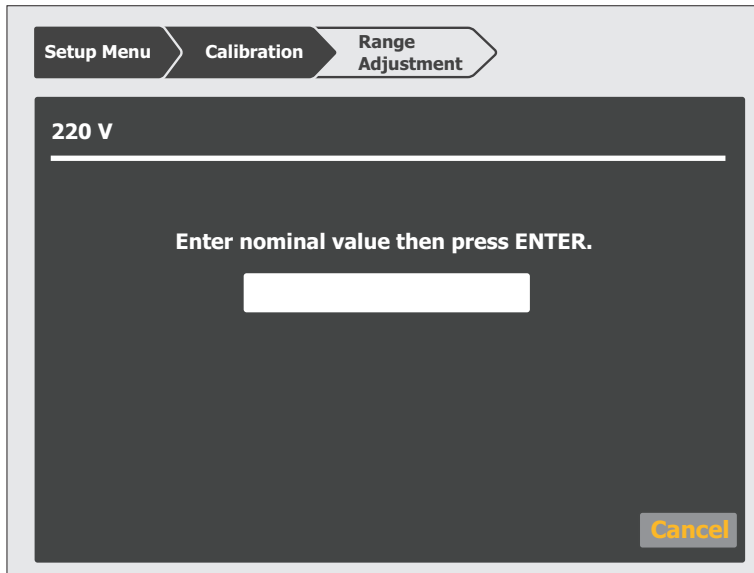 Setup Menu
Calibration
Range
Adjustment
220 V
Enter nominal value then press ENTER.
Cancel